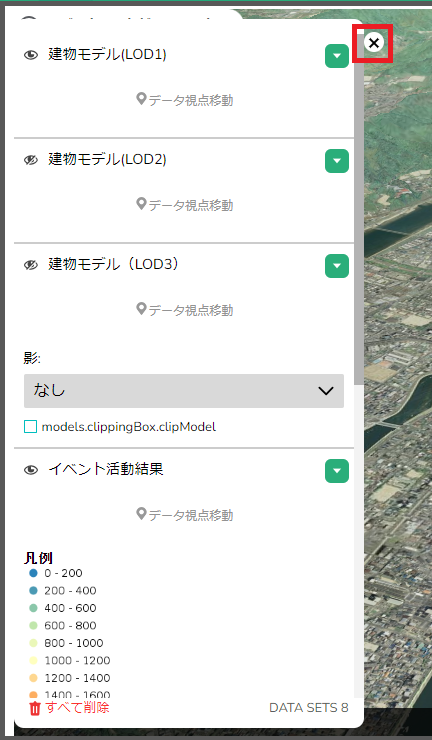 建物モデル(LOD1)
データ視点移動
建物モデル(LOD2)
データ視点移動
建物モデル（LOD3）
データ視点移動
影:
なし
models.clippingBox.clipModel
イベント活動結果
データ視点移動
凡例
0 - 200
200 - 400
400 - 600
600 - 800
800 - 1000
1000 - 1200
1200 - 1400
1400 - 1600
すべて削除
DATA SETS 8